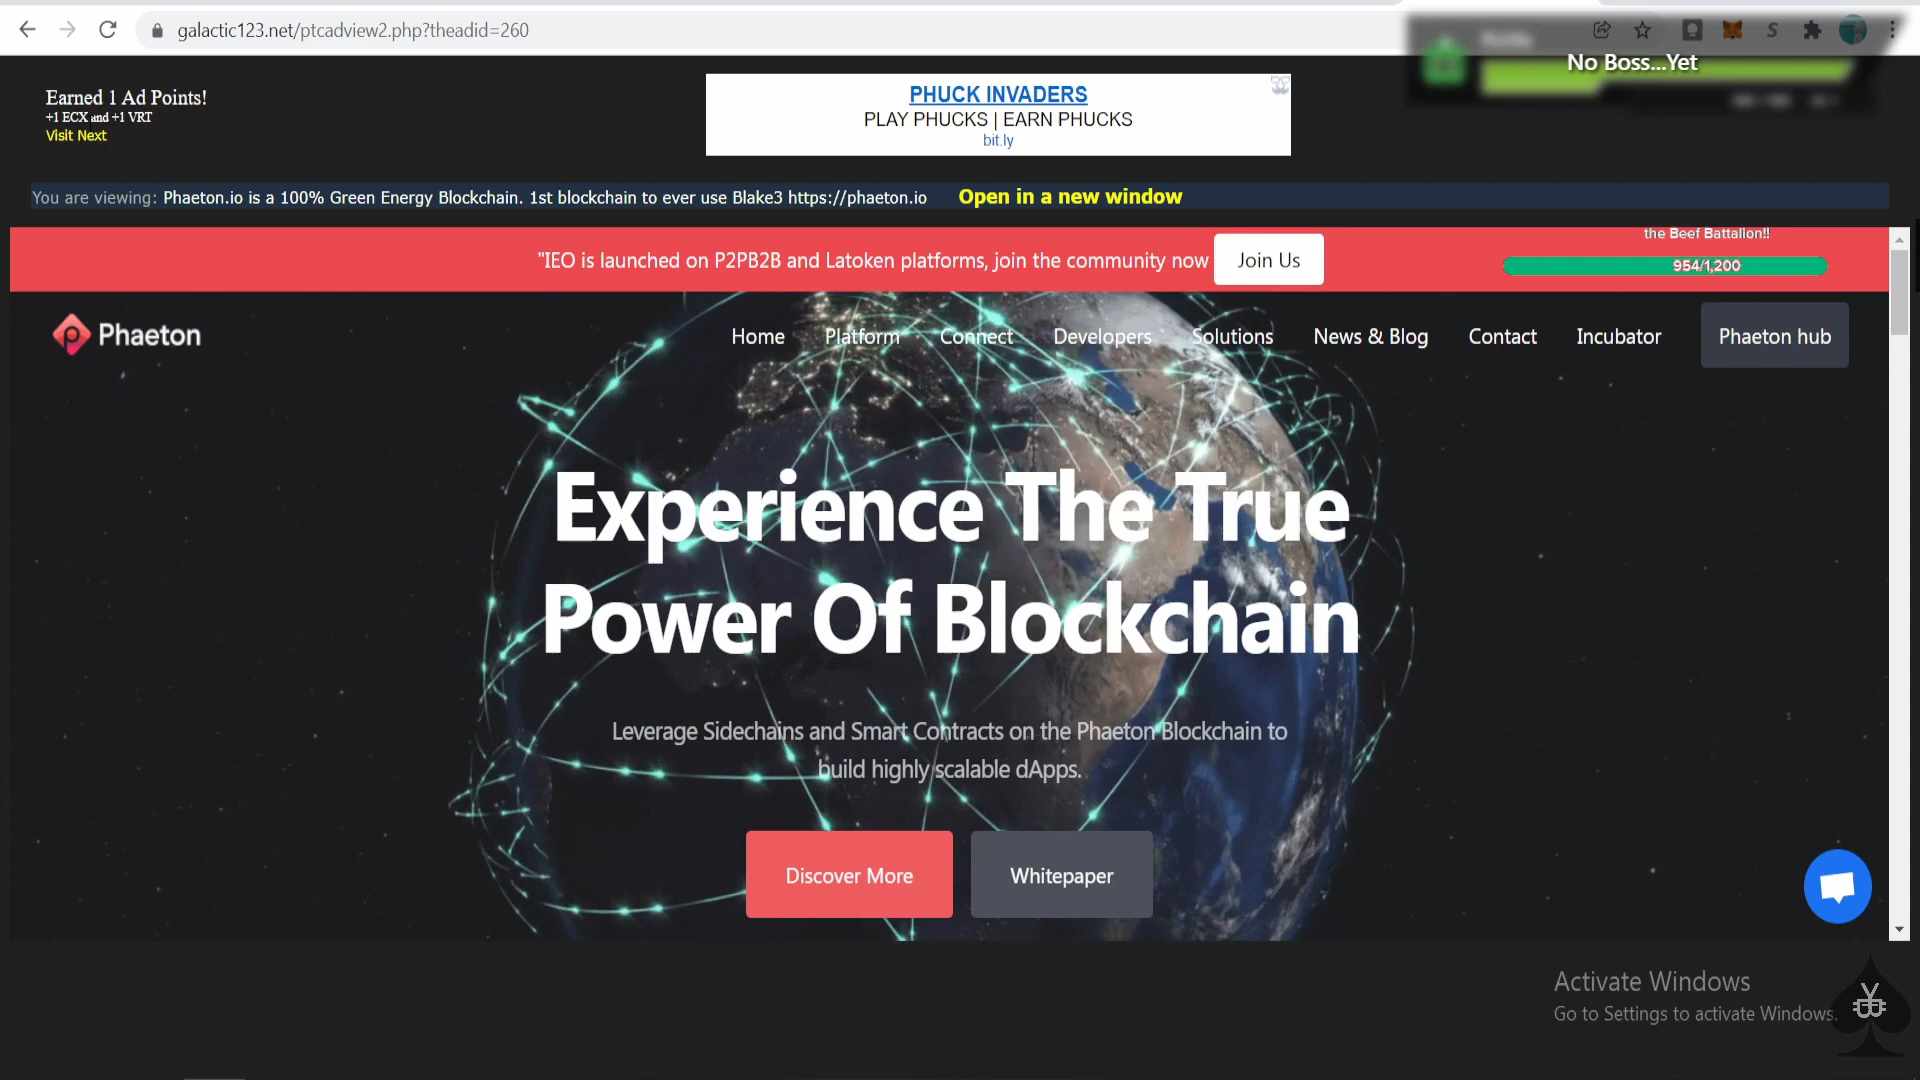 galactic123.net/ptcadview2.php?theadid=260
No Boss...Yet
Earned 1 Ad Points!
+1 ECX and +1 VRT
Visit Next
PHUCK INVADERS
PLAY PHUCKS | EARN PHUCKS
bit.ly
You are viewing: Phaeton.io is a 100% Green Energy Blockchain. 1st blockchain to ever use Blake3 https://phaeton.io Open in a new window
the Beef Battalion!!
954/1,200
"IEO is launched on P2PB2B and Latoken platforms, join the community now Join Us
Phaeton
Home Platform Connect Developers Solutions News & Blog Contact Incubator Phaeton hub
Experience The True
Power Of Blockchain
Leverage Sidechains and Smart Contracts on the Phaeton Blockchain to
build highly scalable dApps.
Discover More Whitepaper
Activate Windows
Go to Settings to activate Windows.